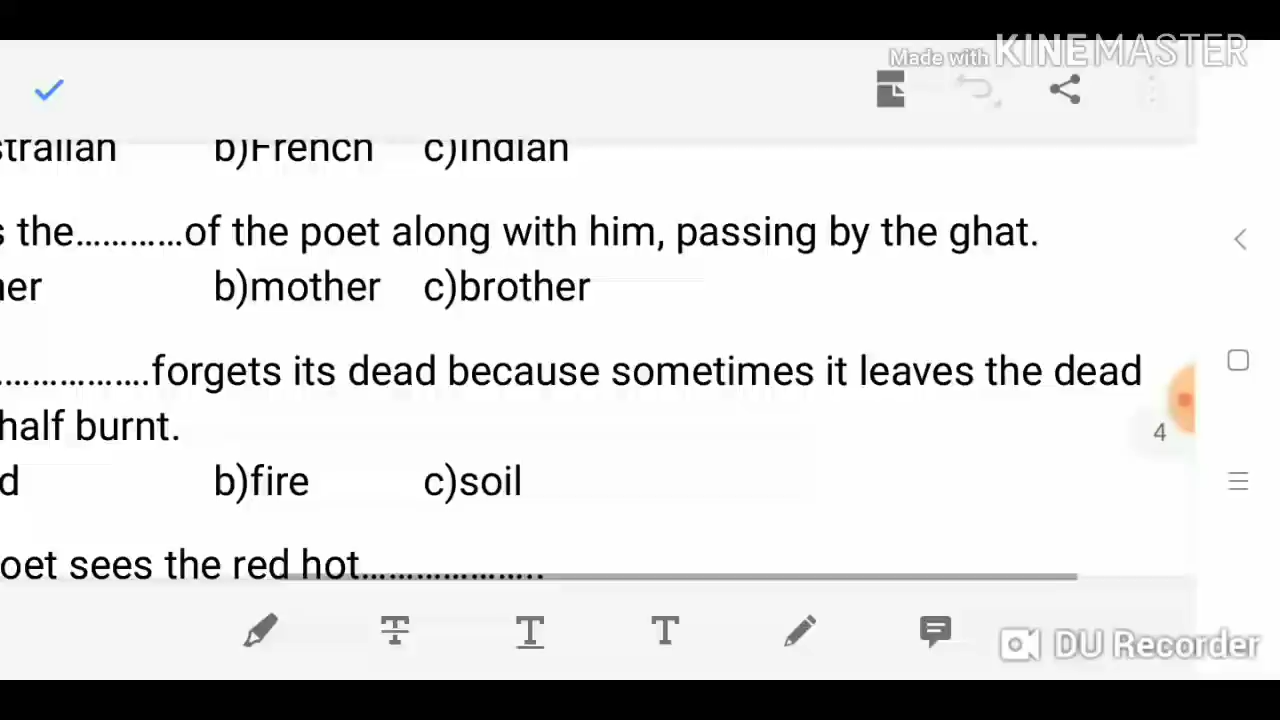 Made with KINEMASTER
stralian b)French c)Indian
s the…………of the poet along with him, passing by the ghat.
her b)mother c)brother
……………….forgets its dead because sometimes it leaves the dead
4
half burnt.
d b)fire c)soil
oet sees the red hot………………..
DU Recorder